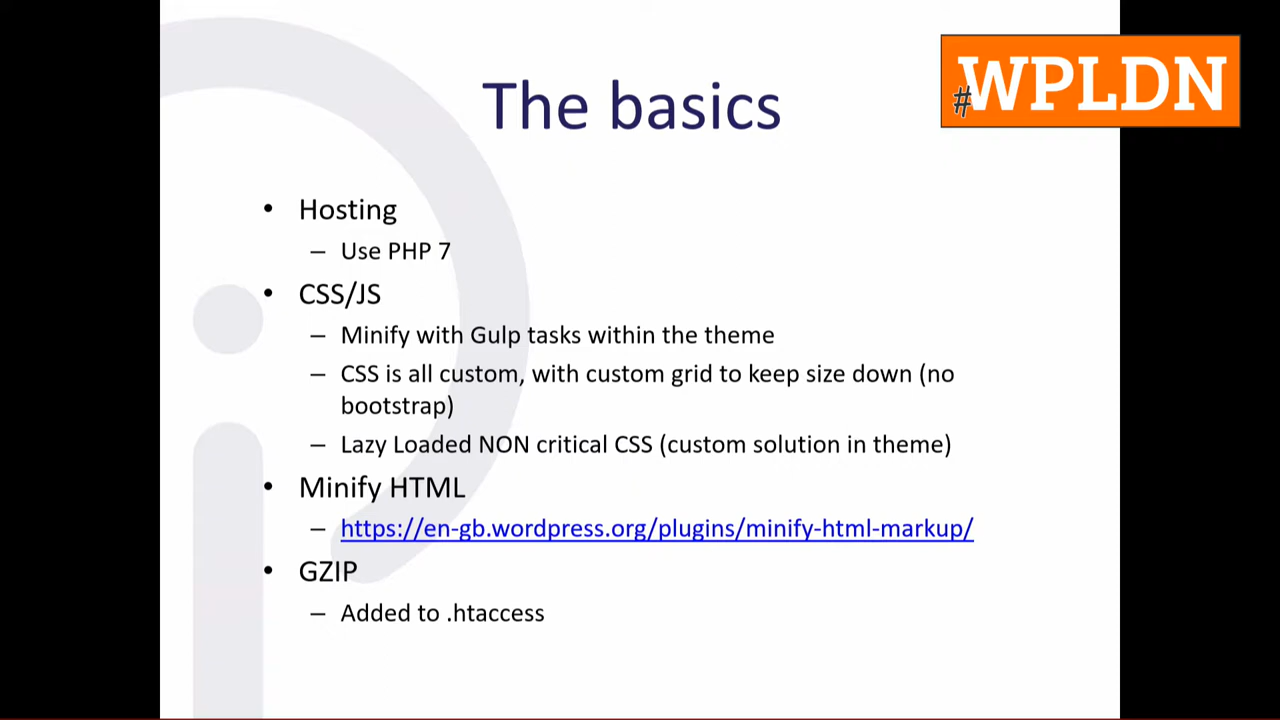 #WPLDN
The basics
• Hosting
– Use PHP 7
• CSS/JS
– Minify with Gulp tasks within the theme
– CSS is all custom, with custom grid to keep size down (no
bootstrap)
– Lazy Loaded NON critical CSS (custom solution in theme)
• Minify HTML
– https://en-gb.wordpress.org/plugins/minify-html-markup/
• GZIP
– Added to .htaccess